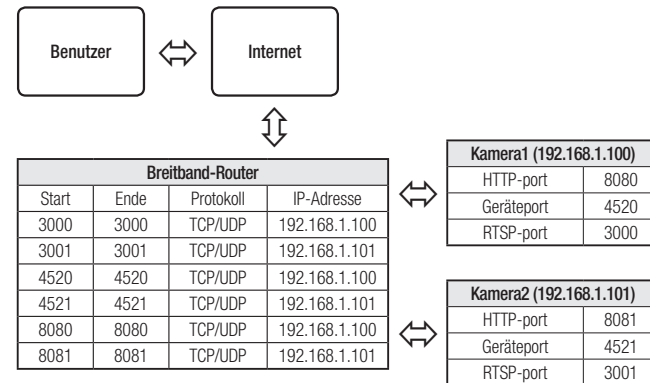 Benutzer
Internet
Breitband-Router
Start Ende Protokoll IP-Adresse
3000 3000 TCP/UDP 192.168.1.100
3001 3001 TCP/UDP 192.168.1.101
4520 4520 TCP/UDP 192.168.1.100
4521 4521 TCP/UDP 192.168.1.101
8080 8080 TCP/UDP 192.168.1.100
8081 8081 TCP/UDP 192.168.1.101
Kamera1 (192.168.1.100)
HTTP-port 8080
Geräteport 4520
RTSP-port 3000
Kamera2 (192.168.1.101)
HTTP-port 8081
Geräteport 4521
RTSP-port 3001